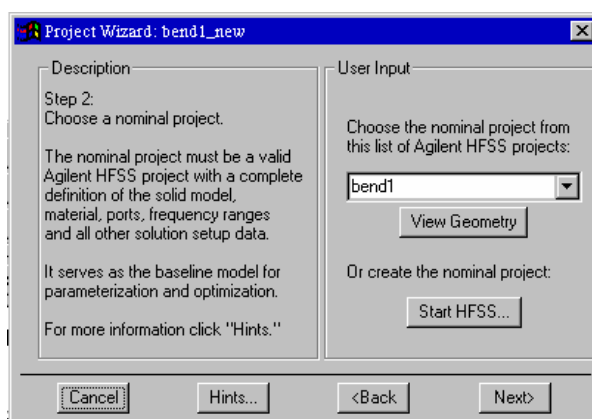 Project Wizard: bend1_new
Description
Step 2:
Choose a nominal project.
The nominal project must be a valid
Agilent HFSS project with a complete
definition of the solid model,
material, ports, frequency ranges
and all other solution setup data.
It serves as the baseline model for
parameterization and optimization.
For more information click "Hints."
User Input
Choose the nominal project from
this list of Agilent HFSS projects:
bend1
View Geometry
Or create the nominal project:
Start HFSS...
Cancel
Hints...
<Back
Next>